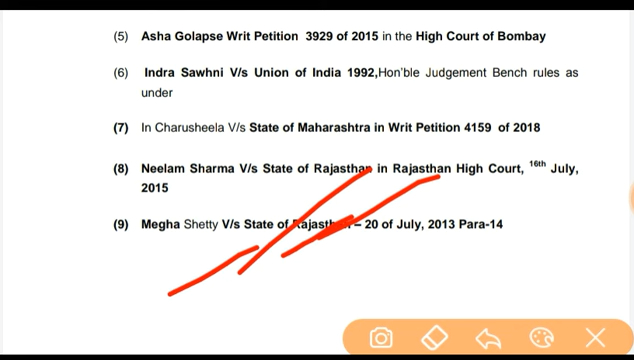 (5) Asha Golapse Writ Petition 3929 of 2015 in the High Court of Bombay
(6) Indra Sawhni V/s Union of India 1992,Hon'ble Judgement Bench rules as
under
(7) In Charusheela V/s State of Maharashtra in Writ Petition 4159 of 2018
(8) Neelam Sharma V/s State of Rajasthan in Rajasthan High Court, 16th July,
2015
(9) Megha Shetty V/s State of Rajasthan – 20 of July, 2013 Para-14